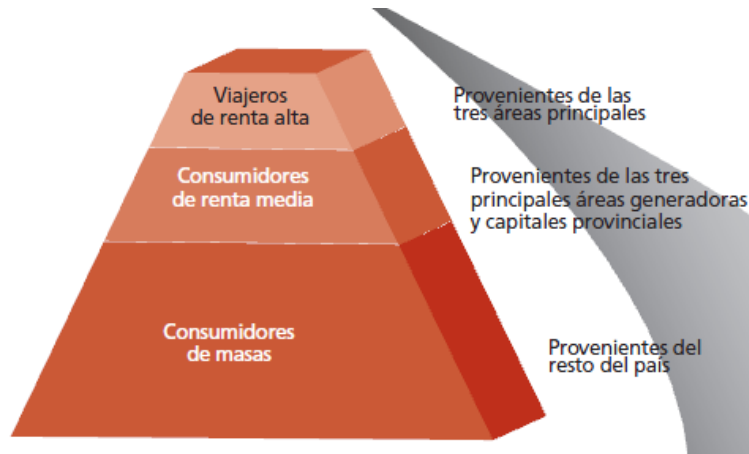 Viajeros
de renta alta
Provenientes de las
tres áreas principales
Consumidores
de renta media
Provenientes de las tres
principales áreas generadoras
y capitales provinciales
Consumidores
de masas
Provenientes del
resto del país